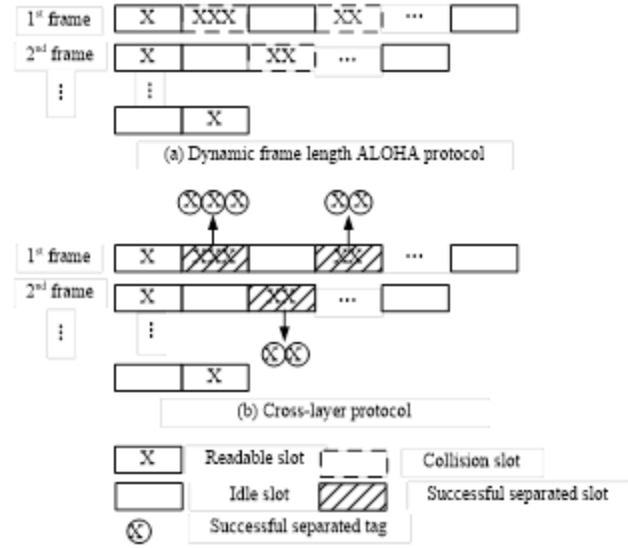 1st frame X XXX XX ...
2nd frame X XX ...
⋮ ⋮
X
(a) Dynamic frame length ALOHA protocol
XXX XX
1st frame X XXX XX ...
2nd frame X XX ...
⋮ ⋮
XX
X
(b) Cross-layer protocol
X Readable slot Collision slot
Idle slot Successful separated slot
X Successful separated tag